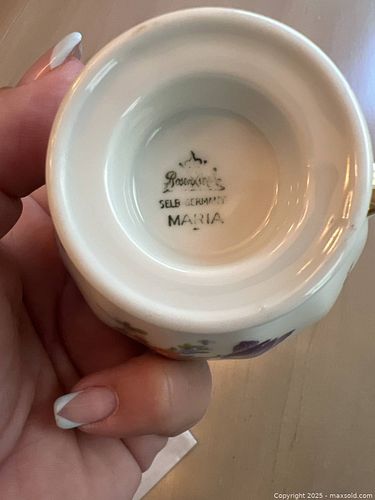 Rosenthal
SELB-GERMANY
MARIA
Copyright 2025 - maxsold.com